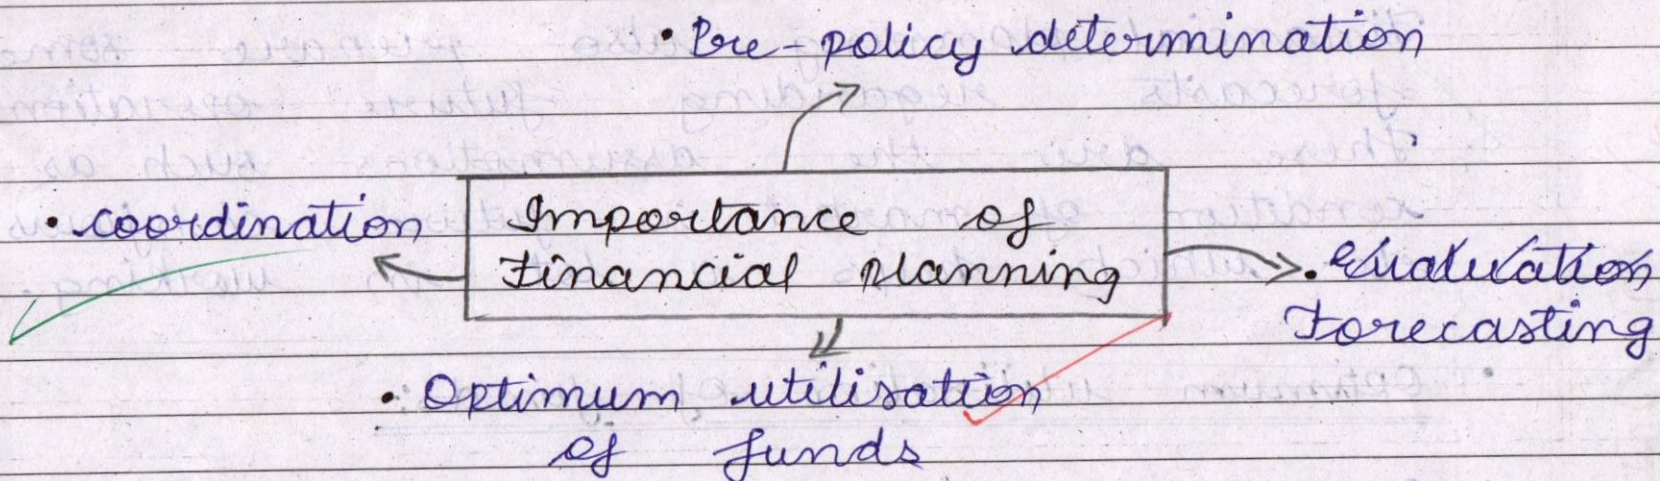 • Pre-policy determination
• coordination
Importance of
Financial planning
• Evaluation
Forecasting
• Optimum utilisation
of funds